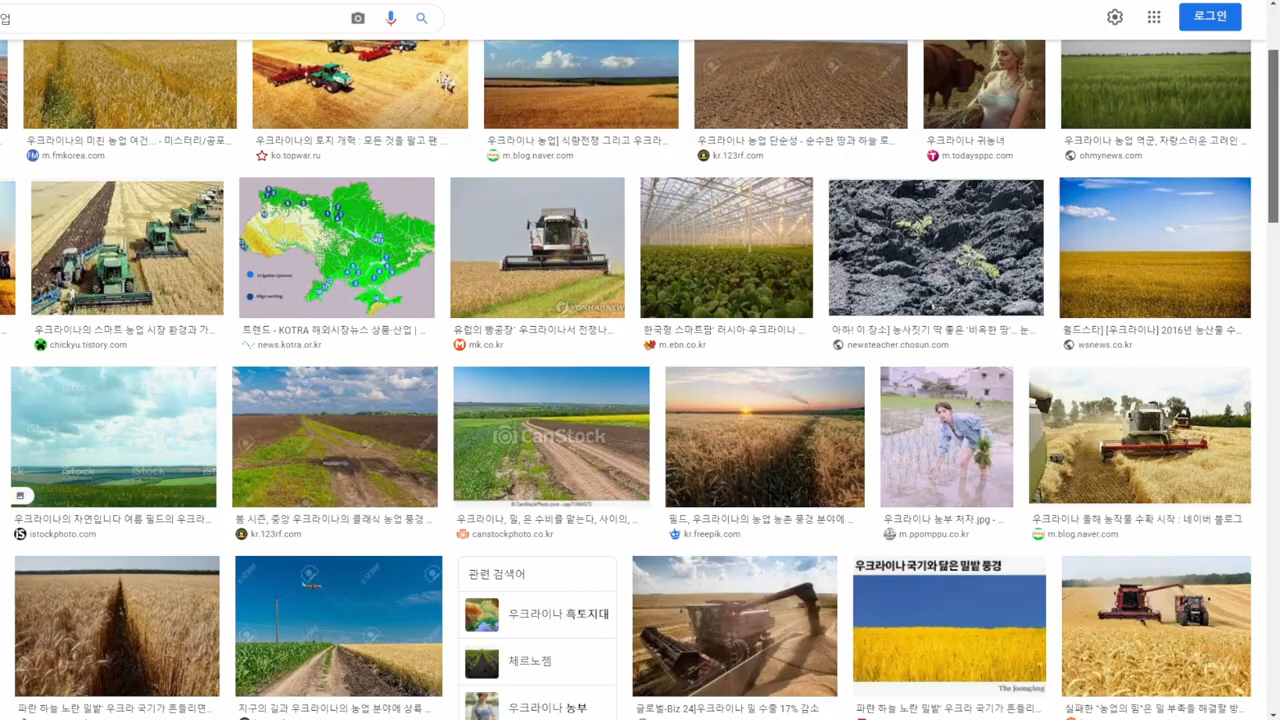 업
로그인
우크라이나의 미친 농업 여건... - 미스터리/공포...
m.fmkorea.com
우크라이나의 토지 개혁 : 모든 것을 팔고 팬 ...
ko.topwar.ru
우크라이나 농업] 식량전쟁 그리고 우크라...
m.blog.naver.com
우크라이나 농업 단순성 - 순수한 땅과 하늘 로...
kr.123rf.com
우크라이나 귀농녀
m.todaysppc.com
우크라이나 농업 역군, 자랑스러운 고려인 ...
ohmynews.com
Irrigation Systems
YONHAPNEWS
우크라이나의 스마트 농업 시장 환경과 가...
chickyu.tistory.com
트렌드 - KOTRA 해외시장뉴스 상품·산업 | ...
news.kotra.or.kr
유럽의 빵공장' 우크라이나서 전쟁나...
mk.co.kr
한국형 스마트팜' 러시아·우크라이나 ...
m.ebn.co.kr
아하! 이 장소] 농사짓기 딱 좋은 '비옥한 땅'... 눈...
newsteacher.chosun.com
월드스타] [우크라이나] 2016년 농산물 수...
wsnews.co.kr
iStock
CanStock
© CanStockPhoto.com
우크라이나의 자연입니다 여름 필드의 우크라...
istockphoto.com
봄 시즌, 중앙 우크라이나의 클래식 농업 풍경 ...
kr.123rf.com
우크라이나, 밀, 은 수비를 맡는다, 사이의, ...
canstockphoto.co.kr
필드, 우크라이나의 농업 농촌 풍경 분야에 ...
kr.freepik.com
우크라이나 농부 처자.jpg - ...
m.ppomppu.co.kr
우크라이나 올해 농작물 수확 시작 : 네이버 블로그
m.blog.naver.com
관련 검색어
우크라이나 흑토지대
체르노젬
우크라이나 농부
우크라이나 국기와 닮은 밀밭 풍경
The JoongAng
파란 하늘 노란 밀밭' 우크라 국기가 흔들리면...
지구의 길과 우크라이나의 농업 분야에 상륙 ...
글로벌-Biz 24]우크라이나 밀 수출 17% 감소
파란 하늘 노란 밀밭' 우크라 국기가 흔들리...
실패한 "농업의 힘"은 밀 부족을 해결할 방...